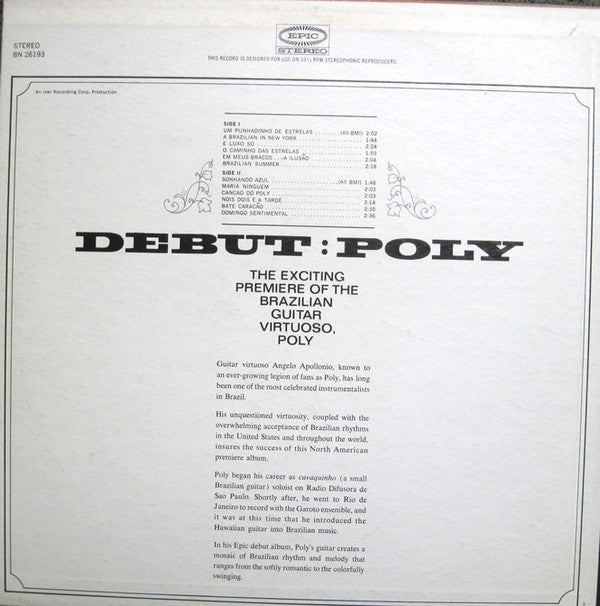 EPIC
STEREO
STEREO
BN 26193
THIS RECORD IS DESIGNED FOR USE ON 33⅓ RPM STEREOPHONIC REPRODUCERS.
An Iver Recording Corp. Production
SIDE I
UM PUNHADINHO DE ESTRELAS ....... (All BMI) 2:02
A BRAZILIAN IN NEW YORK ................ 1:44
E LUXO SO ................ 2:24
O CAMINHO DAS ESTRELAS ................ 1:59
EM MEUS BRACOS . . .A ILUSÃO ............ 2:04
BRAZILIAN SUMMER ................ 2:18
SIDE II
SONHANDO AZUL ................(All BMI) 1:46
MARIA NINGUEM ................ 2:03
CANCAO DO POLY ................ 2:03
NOIS DOIS E A TARDE ................ 2:14
BATE CARAÇÃO ................ 2:35
DOMINGO SENTIMENTAL ................ 2:36
DEBUT : POLY
THE EXCITING
PREMIERE OF THE
BRAZILIAN
GUITAR
VIRTUOSO,
POLY
Guitar virtuoso Angelo Apollonio, known to
an ever-growing legion of fans as Poly, has long
been one of the most celebrated instrumentalists
in Brazil.
His unquestioned virtuosity, coupled with the
overwhelming acceptance of Brazilian rhythms
in the United States and throughout the world,
insures the success of this North American
premiere album.
Poly began his career as cavaquinho (a small
Brazilian guitar) soloist on Radio Difusora de
Sao Paulo. Shortly after, he went to Rio de
Janeiro to record with the Garoto ensemble, and
it was at this time that he introduced the
Hawaiian guitar into Brazilian music.
In his Epic debut album, Poly's guitar creates a
mosaic of Brazilian rhythm and melody that
ranges from the softly romantic to the colorfully
swinging.